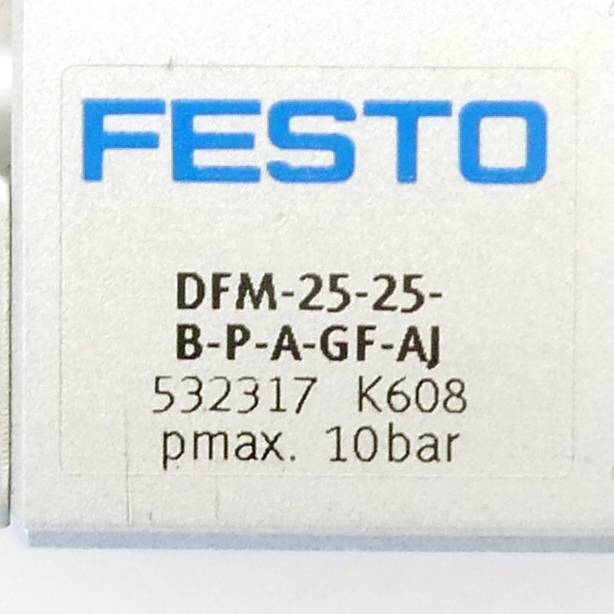 FESTO
DFM-25-25-
B-P-A-GF-AJ
532317 K608
pmax. 10bar